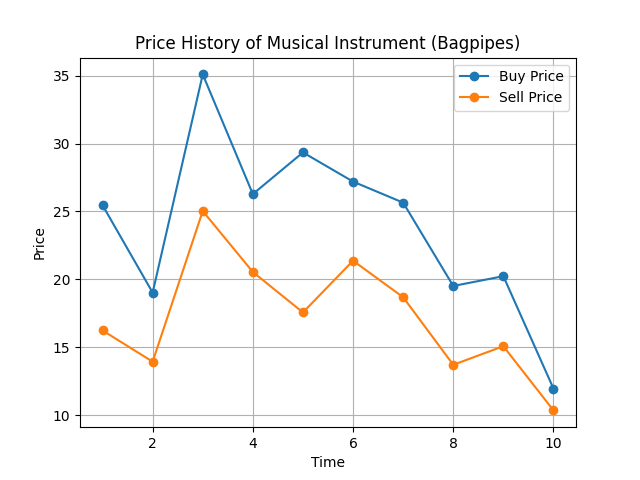 Price History of Musical Instrument (Bagpipes)
Buy Price
Sell Price
Price
35
30
25
20
15
10
2 4 6 8 10
Time